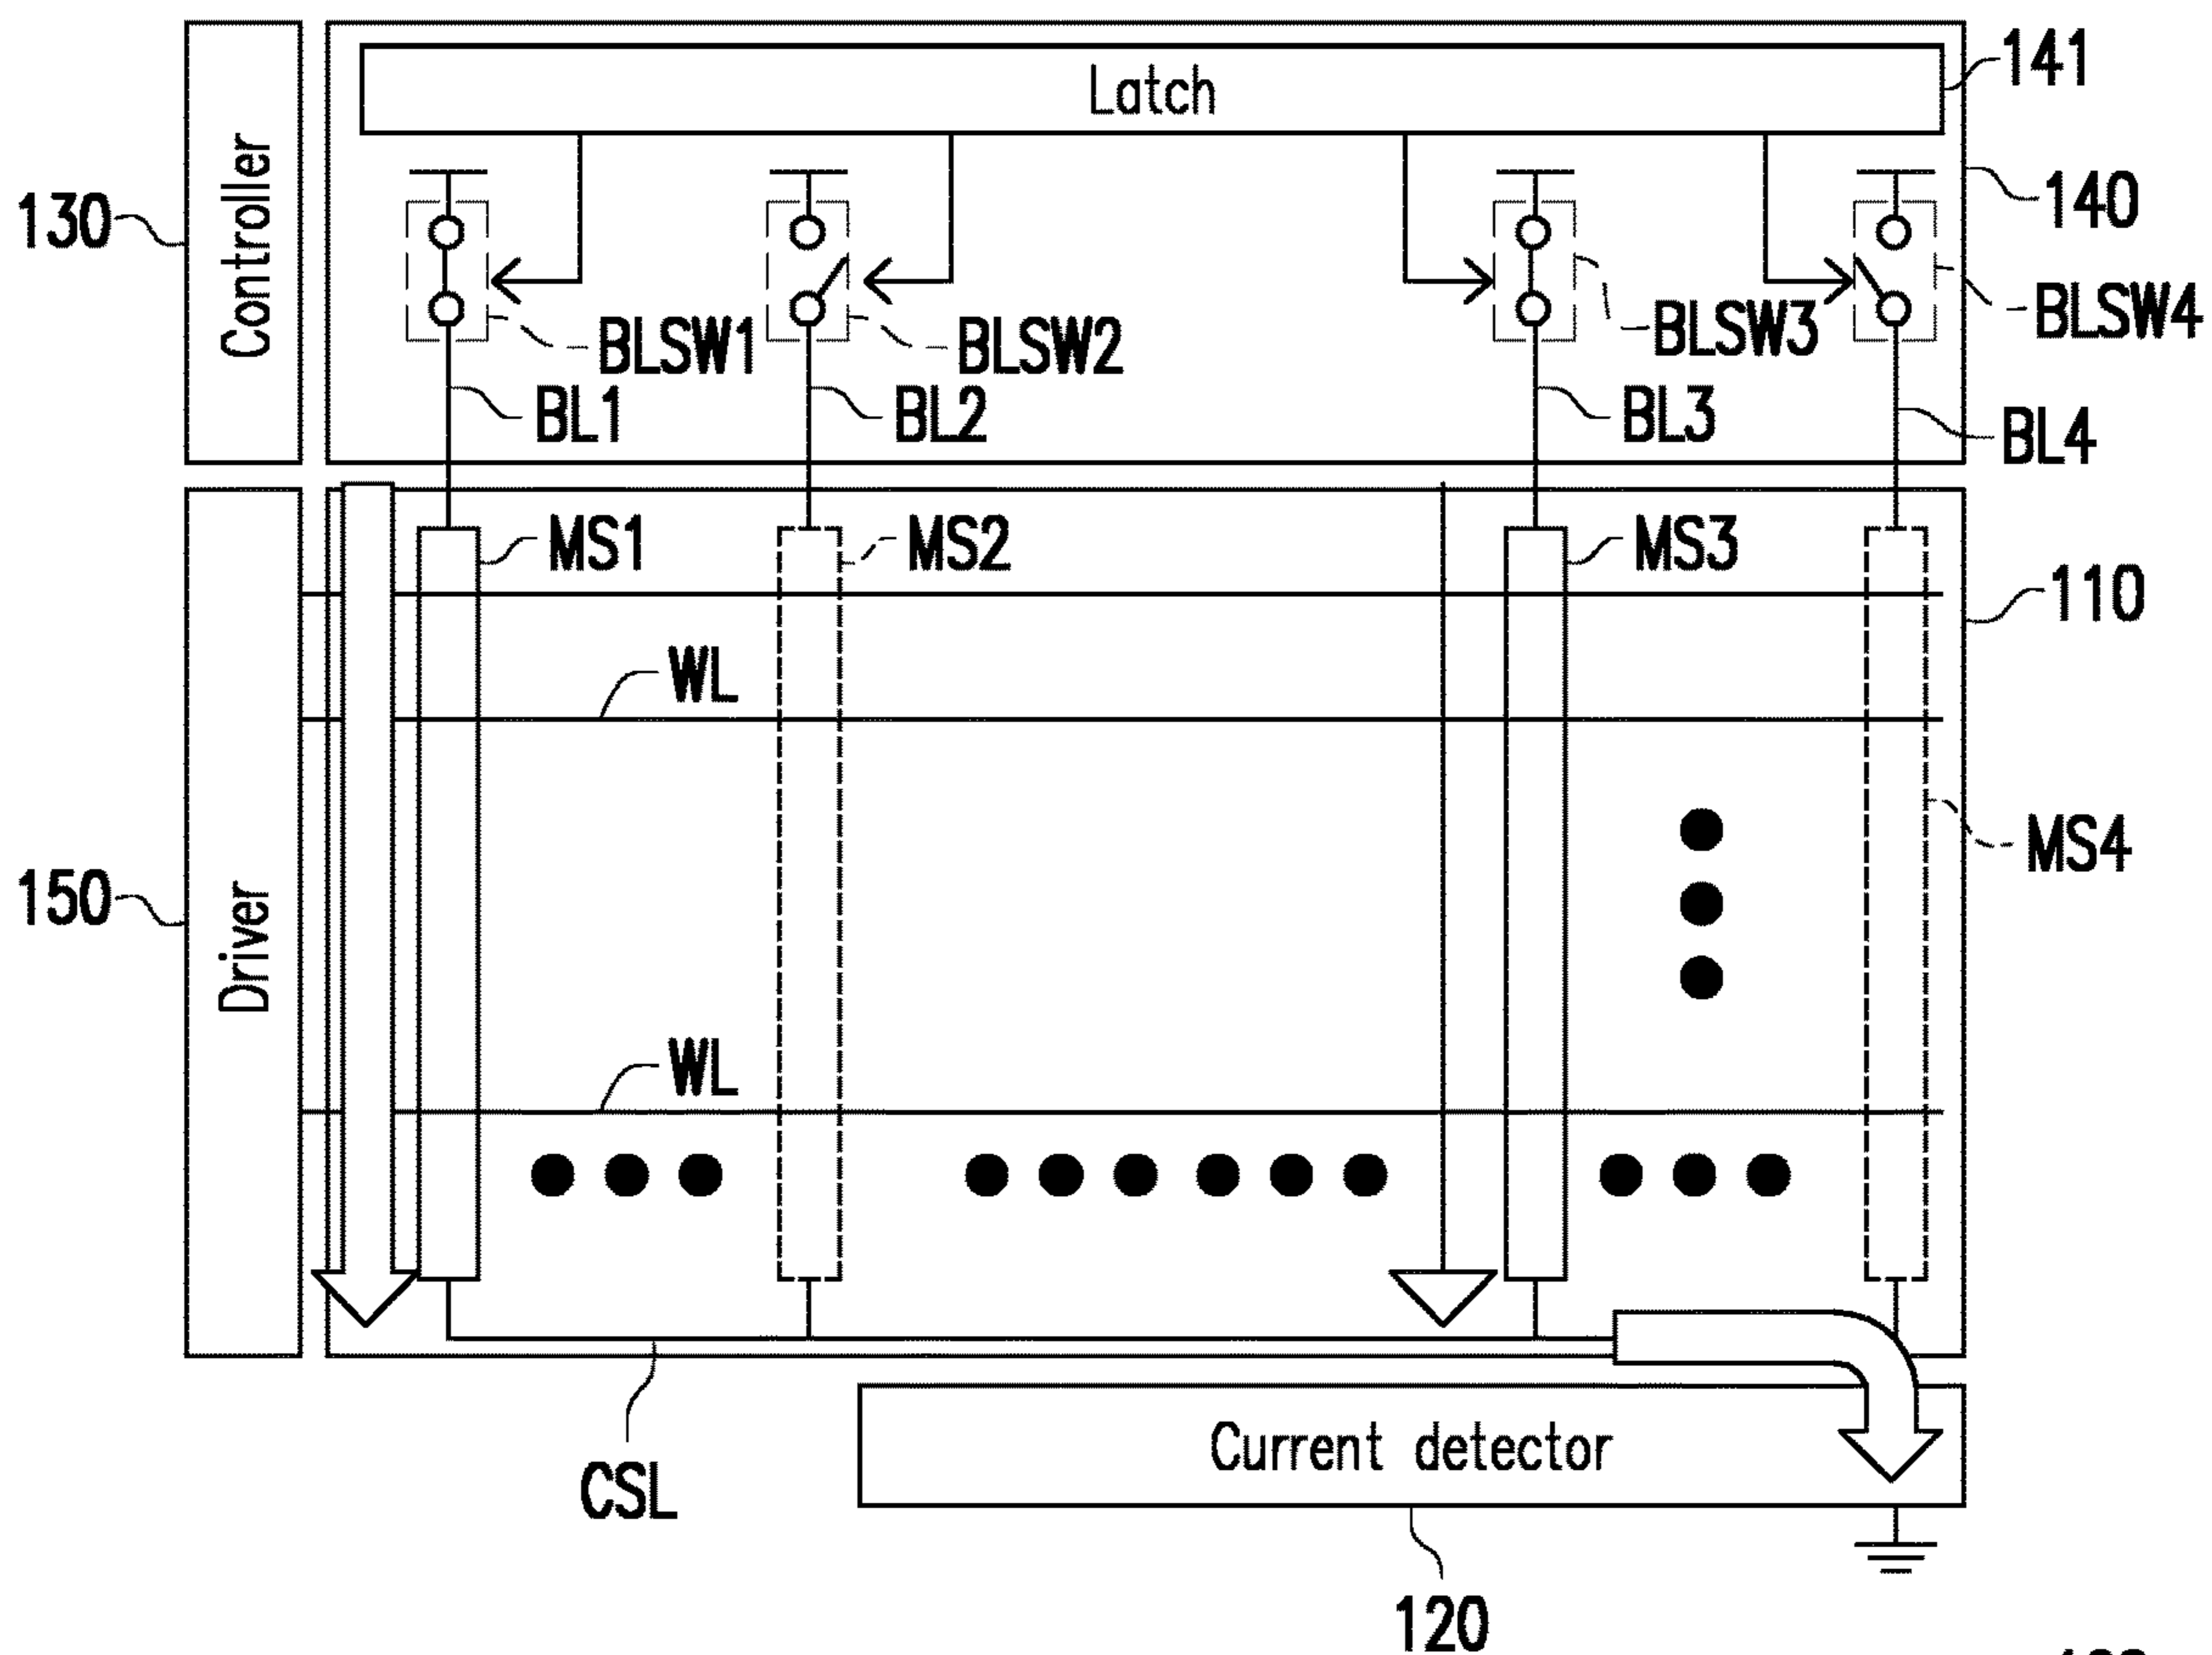 Latch
141
Controller
130
140
BLSW1
BLSW2
BLSW3
BLSW4
BL1
BL2
BL3
BL4
MS1
MS2
MS3
110
WL
MS4
150
Driver
WL
CSL
Current detector
120